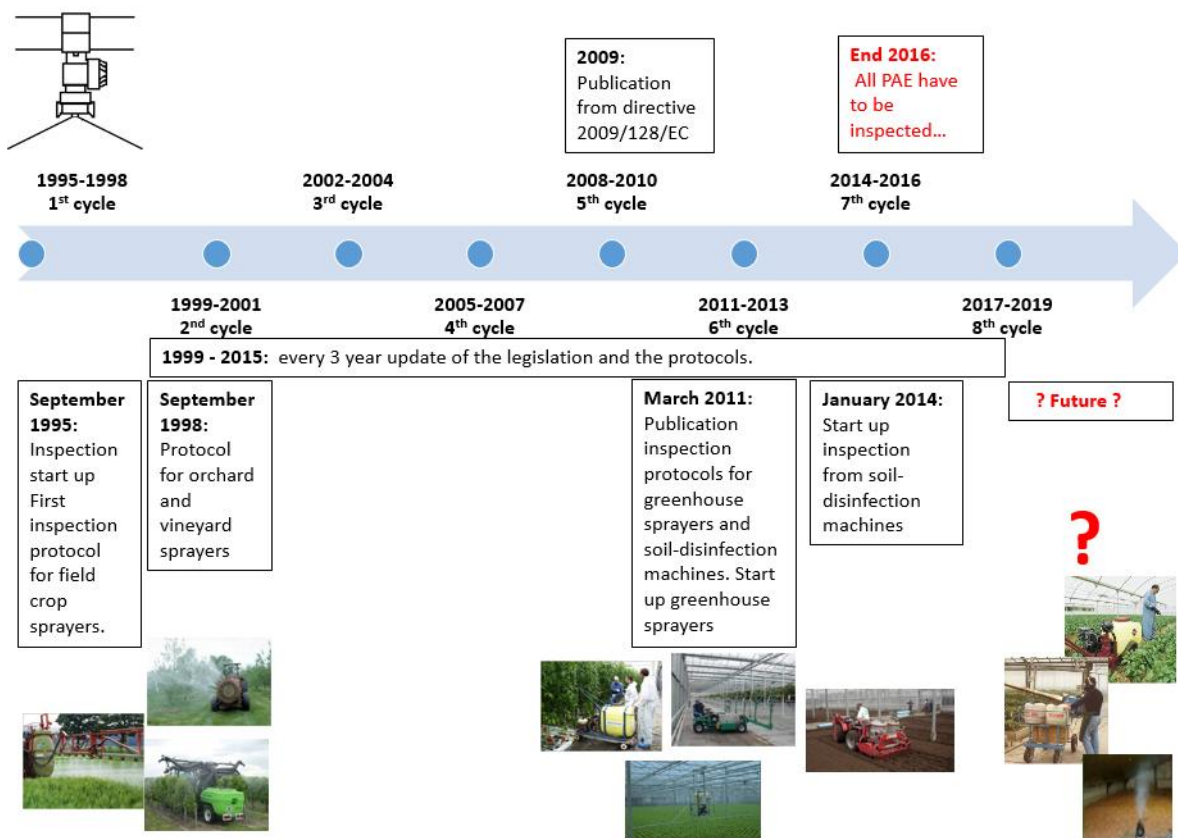 2009:
Publication
from directive
2009/128/EC
End 2016:
All PAE have
to be
inspected…
1995-1998
1st cycle
2002-2004
3rd cycle
2008-2010
5th cycle
2014-2016
7th cycle
1999-2001
2nd cycle
2005-2007
4th cycle
2011-2013
6th cycle
2017-2019
8th cycle
1999 - 2015: every 3 year update of the legislation and the protocols.
September
1995:
Inspection
start up
First
inspection
protocol
for field
crop
sprayers.
September
1998:
Protocol
for orchard
and
vineyard
sprayers
March 2011:
Publication
inspection
protocols for
greenhouse
sprayers and
soil-disinfection
machines. Start
up greenhouse
sprayers
January 2014:
Start up
inspection
from soil-
disinfection
machines
? Future ?
?